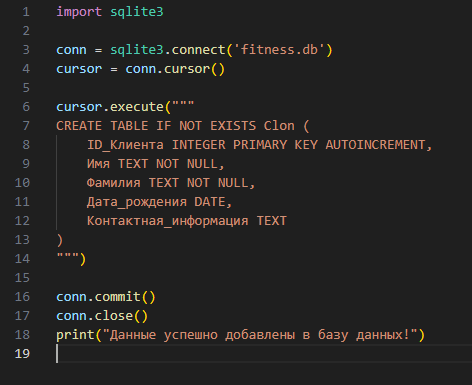 1 import sqlite3
2
3 conn = sqlite3.connect('fitness.db')
4 cursor = conn.cursor()
5
6 cursor.execute("""
7 CREATE TABLE IF NOT EXISTS Clon (
8     ID_Клиента INTEGER PRIMARY KEY AUTOINCREMENT,
9     Имя TEXT NOT NULL,
10     Фамилия TEXT NOT NULL,
11     Дата_рождения DATE,
12     Контактная_информация TEXT
13 )
14 """)
15
16 conn.commit()
17 conn.close()
18 print("Данные успешно добавлены в базу данных!")
19